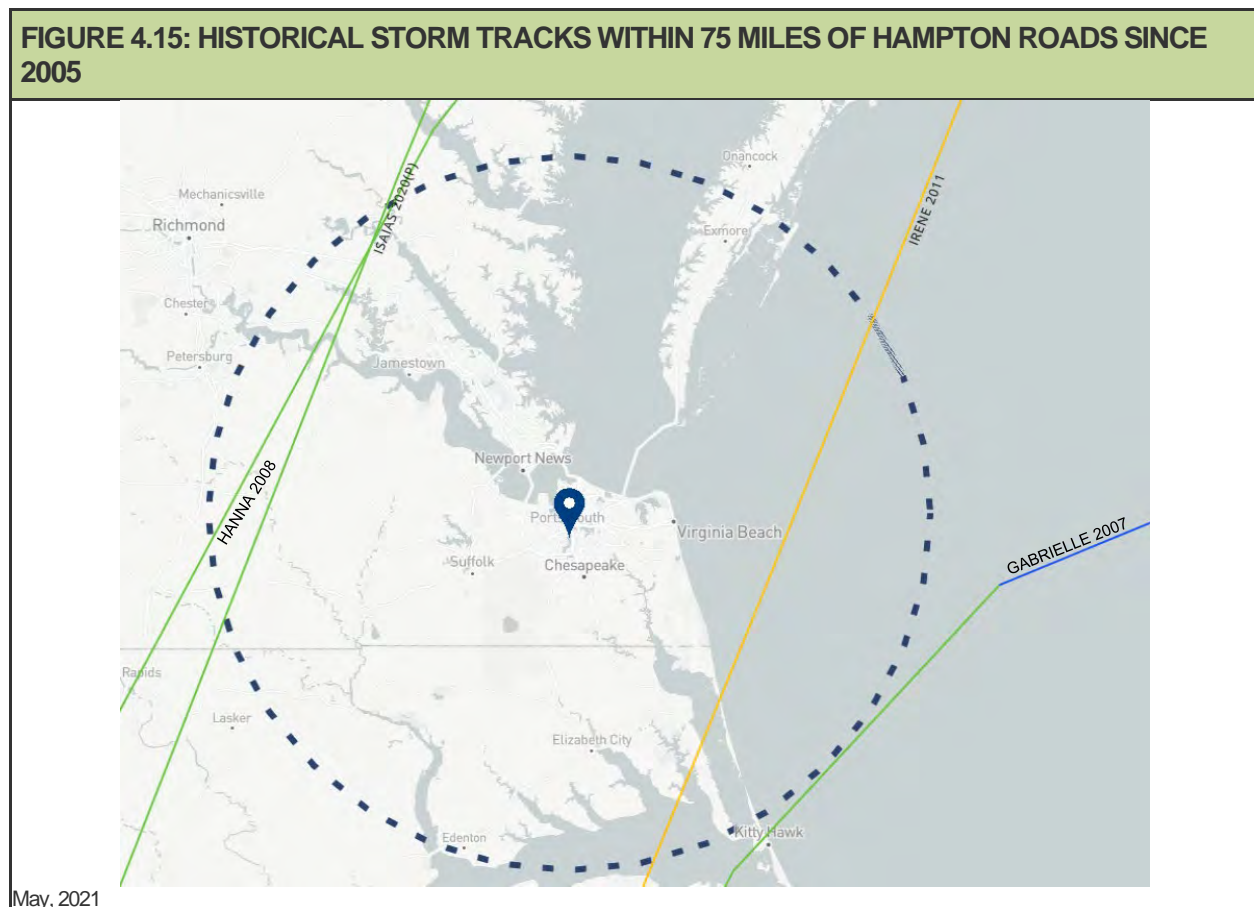 FIGURE 4.15: HISTORICAL STORM TRACKS WITHIN 75 MILES OF HAMPTON ROADS SINCE
2005
Onancock
ISAIAS 2020(P)
Mechanicsville
IRENE 2011
Richmond
Exmore
Chester
Petersburg
Jamestown
HANNA 2008
Newport News
Portsmouth
Virginia Beach
GABRIELLE 2007
Suffolk
Chesapeake
Rapids
Lasker
Elizabeth City
Edenton
Kitty Hawk
May, 2021